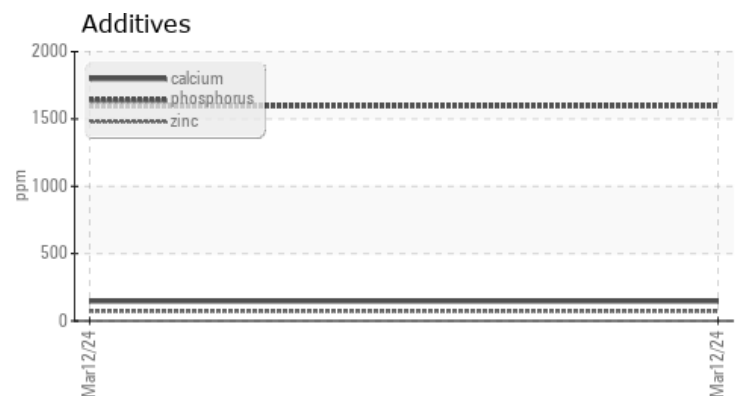 Additives
2000
calcium
phosphorus
zinc
1500
1000
ppm
500
0
Mar12/24
Mar12/24